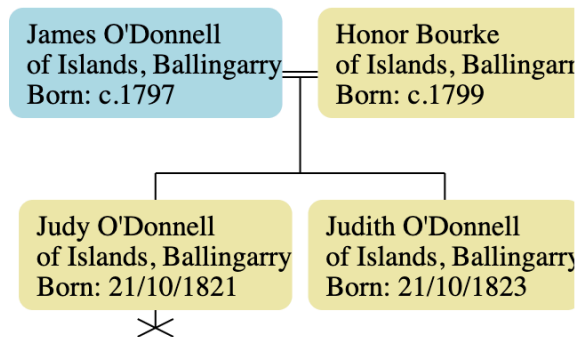 James O'Donnell
of Islands, Ballingarry
Born: c.1797
Honor Bourke
of Islands, Ballingarr
Born: c.1799
Judy O'Donnell
of Islands, Ballingarry
Born: 21/10/1821
Judith O'Donnell
of Islands, Ballingarry
Born: 21/10/1823